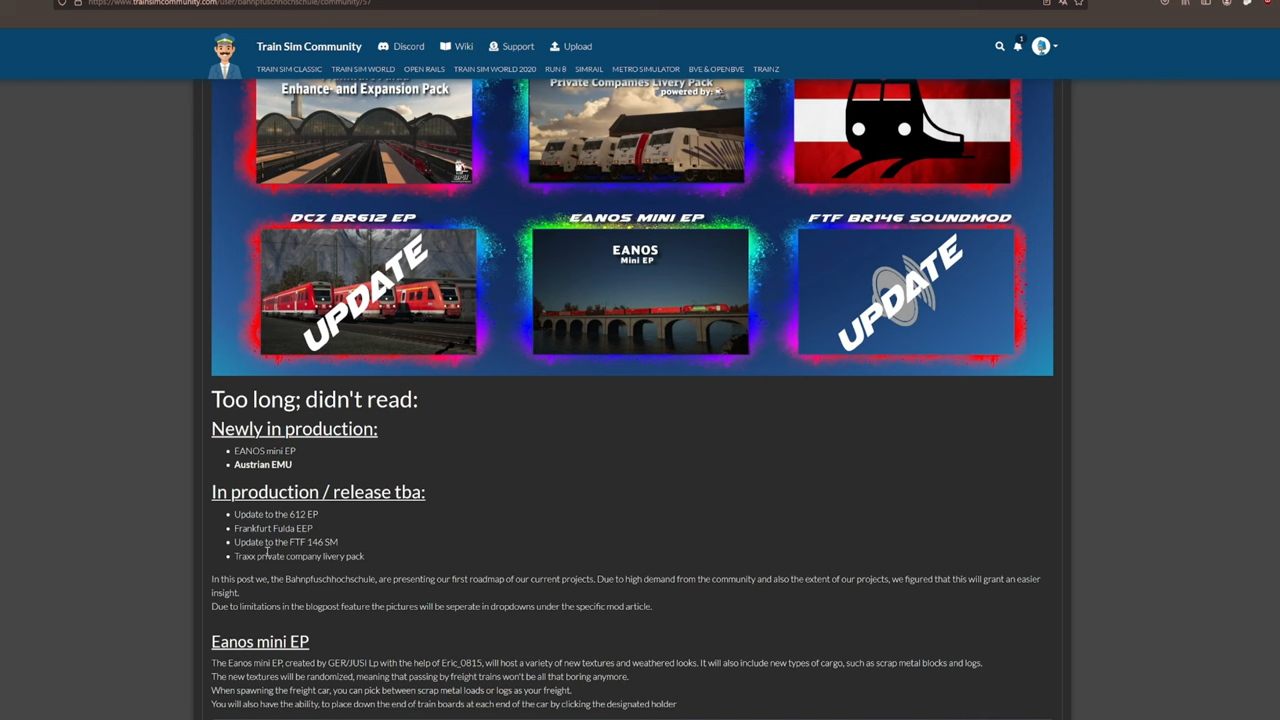 https://www.trainsimcommunity.com/user/bahnpfuschhochschule/community/57
Train Sim Community
Discord
Wiki
Support
Upload
1
TRAIN SIM CLASSIC
TRAIN SIM WORLD
OPEN RAILS
TRAIN SIM WORLD 2020
RUN 8
SIMRAIL
METRO SIMULATOR
BVE & OPENBVE
TRAINZ
Enhance- and Expansion Pack
Private Companies Livery Pack
powered by:
DCZ BR612 EP
EANOS MINI EP
FTF BR146 SOUNDMOD
UPDATE
EANOS
Mini EP
UPDATE
Too long; didn't read:
Newly in production:
EANOS mini EP
Austrian EMU
In production / release tba:
Update to the 612 EP
Frankfurt Fulda EEP
Update to the FTF 146 SM
Traxx private company livery pack
In this post we, the Bahnpfuschhochschule, are presenting our first roadmap of our current projects. Due to high demand from the community and also the extent of our projects, we figured that this will grant an easier
insight.
Due to limitations in the blogpost feature the pictures will be seperate in dropdowns under the specific mod article.
Eanos mini EP
The Eanos mini EP, created by GER/JUSI Lp with the help of Eric_0815, will host a variety of new textures and weathered looks. It will also include new types of cargo, such as scrap metal blocks and logs.
The new textures will be randomized, meaning that passing by freight trains won't be all that boring anymore.
When spawning the freight car, you can pick between scrap metal loads or logs as your freight.
You will also have the ability, to place down the end of train boards at each end of the car by clicking the designated holder